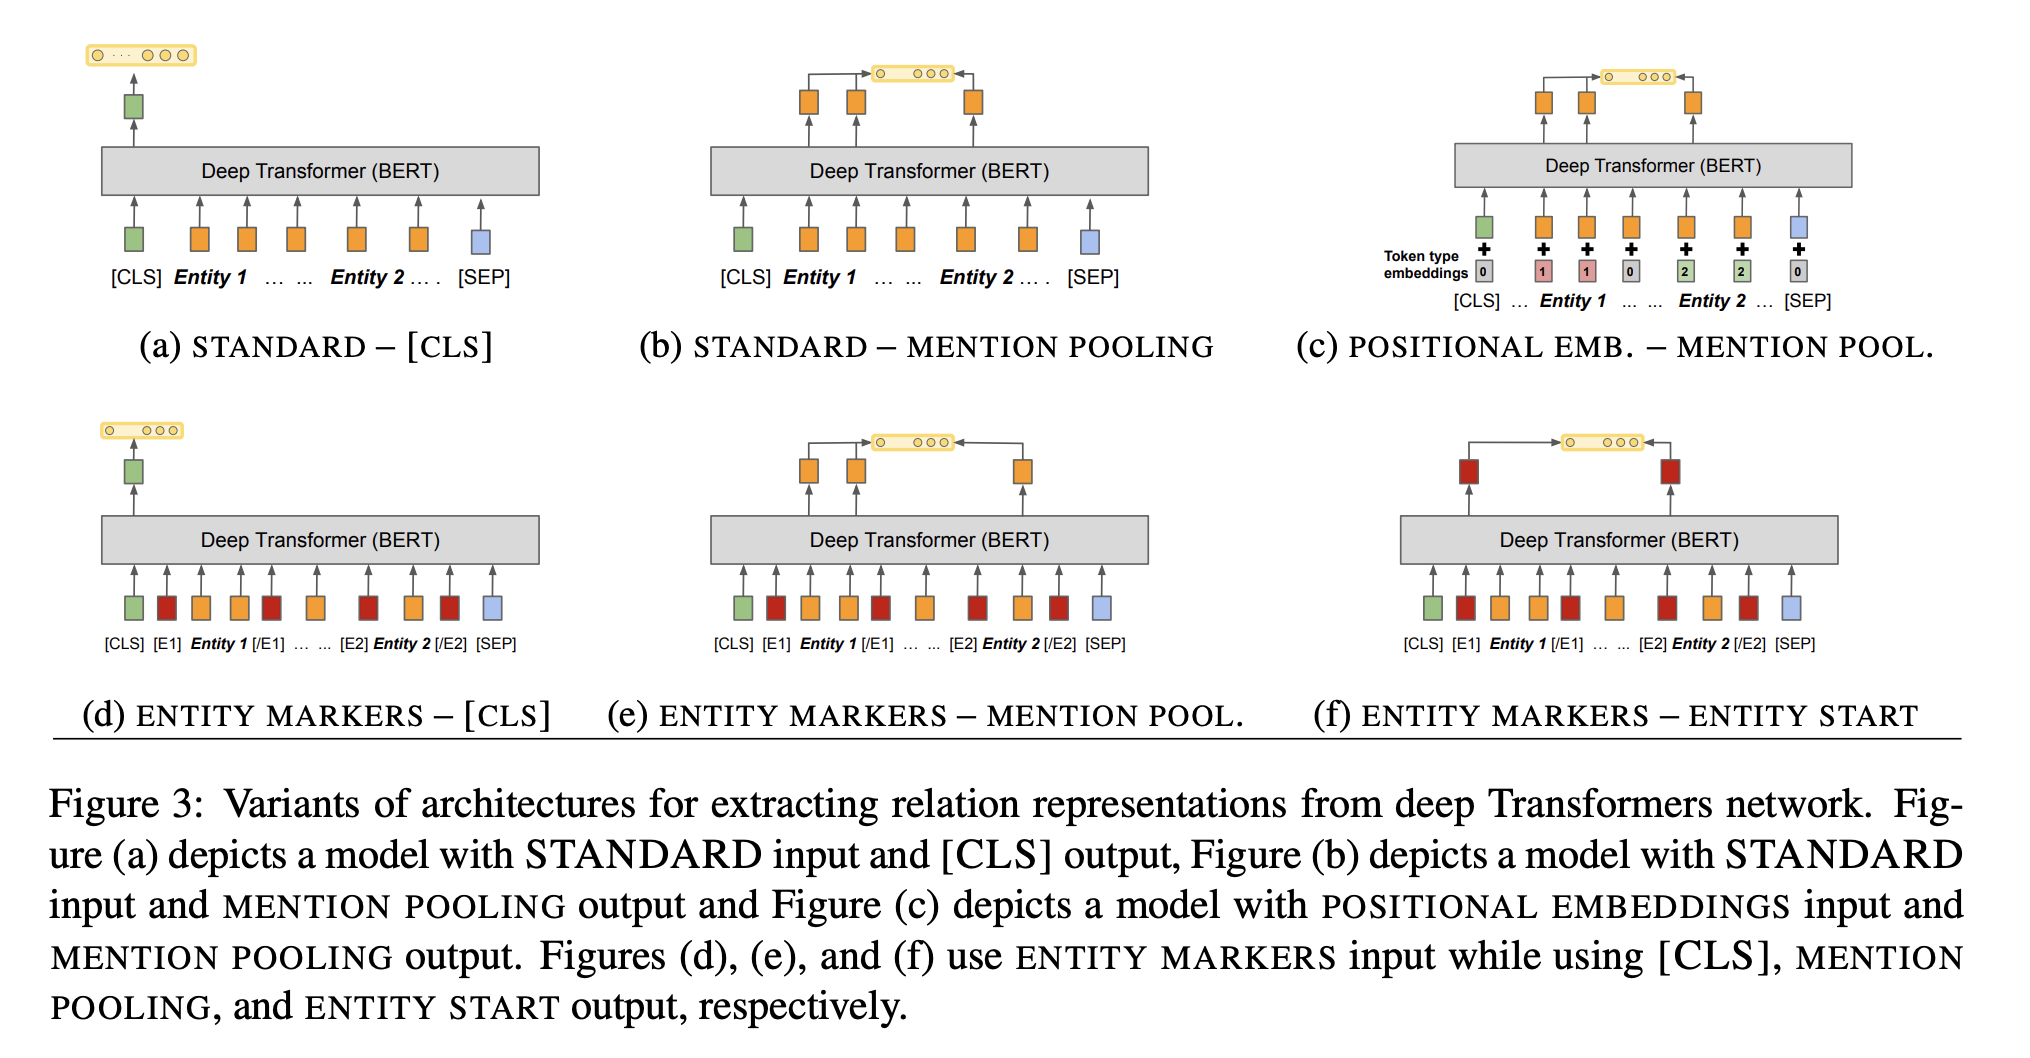 Deep Transformer (BERT)
[CLS] Entity 1 … ... Entity 2 ... . [SEP]
(a) STANDARD – [CLS]
Deep Transformer (BERT)
[CLS] Entity 1 … ... Entity 2 ... . [SEP]
(b) STANDARD – MENTION POOLING
Deep Transformer (BERT)
Token type
embeddings
+ + + + + + +
0 1 1 0 2 2 0
[CLS] … Entity 1 ... ... Entity 2 ... [SEP]
(c) POSITIONAL EMB. – MENTION POOL.
Deep Transformer (BERT)
[CLS] [E1] Entity 1 [/E1] … ... [E2] Entity 2 [/E2] [SEP]
(d) ENTITY MARKERS – [CLS]
Deep Transformer (BERT)
[CLS] [E1] Entity 1 [/E1] … ... [E2] Entity 2 [/E2] [SEP]
(e) ENTITY MARKERS – MENTION POOL.
Deep Transformer (BERT)
[CLS] [E1] Entity 1 [/E1] … ... [E2] Entity 2 [/E2] [SEP]
(f) ENTITY MARKERS – ENTITY START
Figure 3: Variants of architectures for extracting relation representations from deep Transformers network. Fig-
ure (a) depicts a model with STANDARD input and [CLS] output, Figure (b) depicts a model with STANDARD
input and MENTION POOLING output and Figure (c) depicts a model with POSITIONAL EMBEDDINGS input and
MENTION POOLING output. Figures (d), (e), and (f) use ENTITY MARKERS input while using [CLS], MENTION
POOLING, and ENTITY START output, respectively.